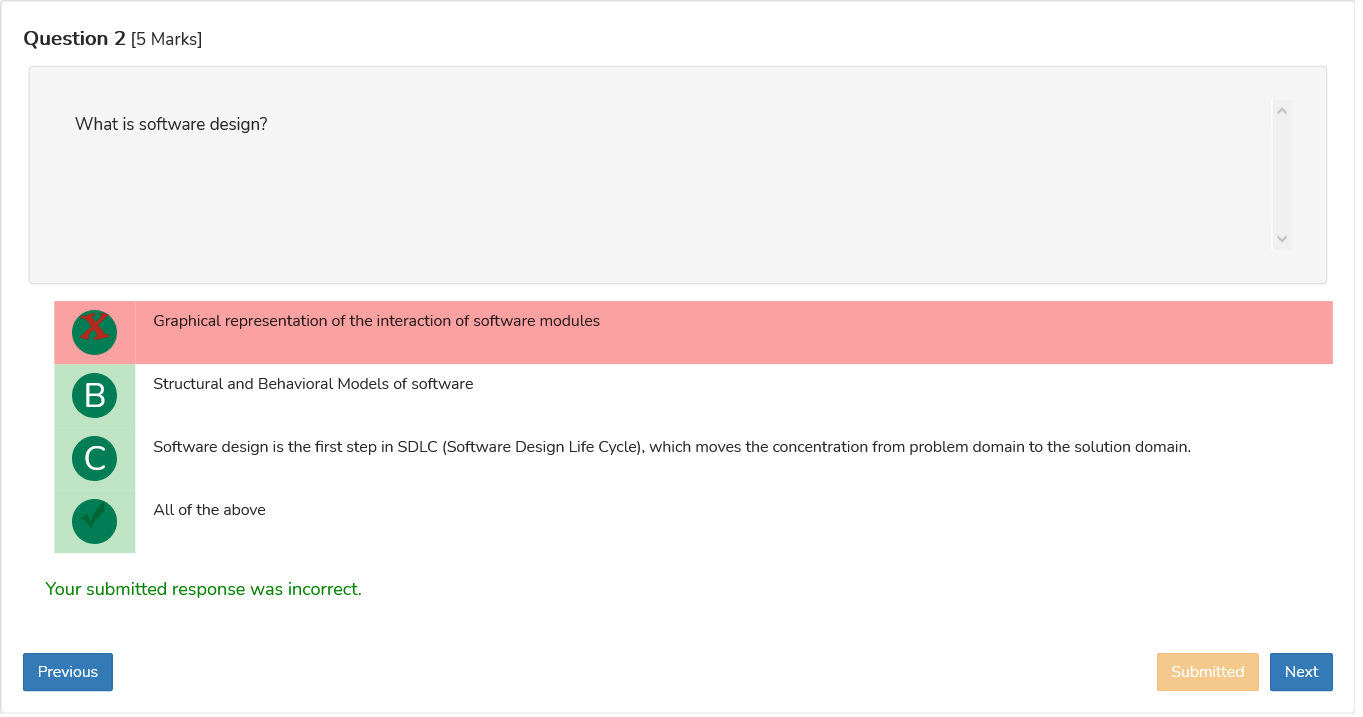 Question 2 [5 Marks]
What is software design?
X
Graphical representation of the interaction of software modules
B
Structural and Behavioral Models of software
C
Software design is the first step in SDLC (Software Design Life Cycle), which moves the concentration from problem domain to the solution domain.
All of the above
Your submitted response was incorrect.
Previous
Submitted
Next